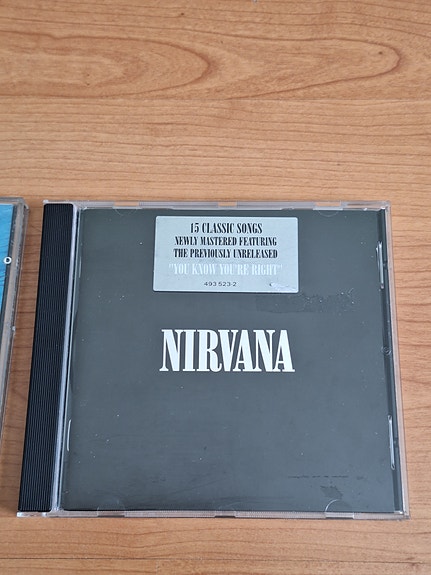 15 CLASSIC SONGS
NEWLY MASTERED FEATURING
THE PREVIOUSLY UNRELEASED
"YOU KNOW YOU'RE RIGHT"
493 523-2
NIRVANA